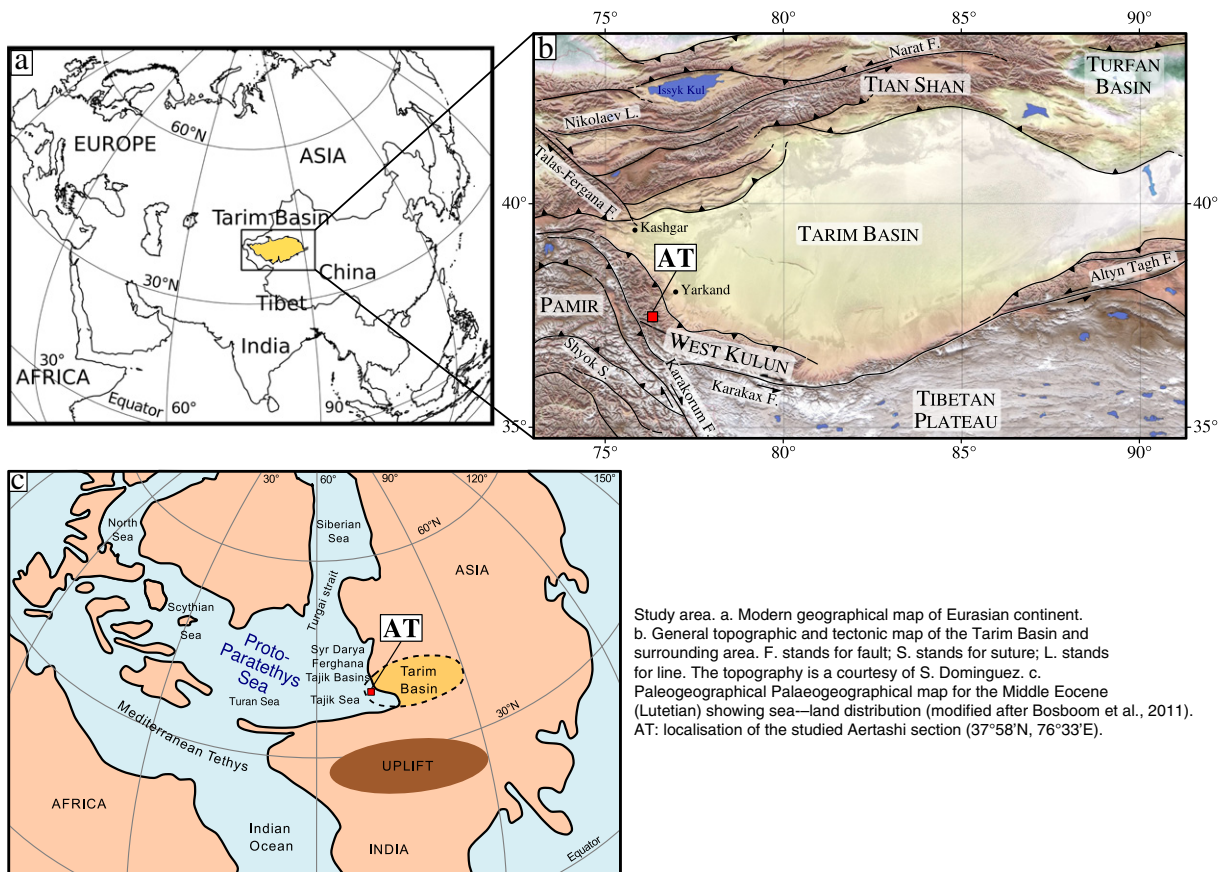 a
EUROPE
60°N
ASIA
Tarim Basin
China
30°N
Tibet
India
30°
AFRICA
Equator
60°
90°
75°
80°
85°
90°
b
Narat F.
TURFAN
BASIN
Issyk Kul
TIAN SHAN
Nikolaev L.
Talas-Fergana F.
40°
40°
Kashgar
TARIM BASIN
AT
Altyn Tagh F.
Yarkand
PAMIR
WEST KULUN
Shyok S.
Karakorum F.
Karakax F.
TIBETAN
PLATEAU
35°
35°
75°
80°
85°
90°
c
30°
60°
90°
120°
150°
North
Sea
Siberian
Sea
60°N
ASIA
Turgai strait
Scythian
Sea
AT
Proto-
Paratethys
Sea
Syr Darya
Ferghana
Tajik Basins
Tarim
Basin
Turan Sea
Tajik Sea
30°N
Mediterranean Tethys
UPLIFT
AFRICA
Indian
Ocean
INDIA
Equator
Study area. a. Modern geographical map of Eurasian continent.
b. General topographic and tectonic map of the Tarim Basin and
surrounding area. F. stands for fault; S. stands for suture; L. stands
for line. The topography is a courtesy of S. Dominguez. c.
Paleogeographical Palaeogeographical map for the Middle Eocene
(Lutetian) showing sea-–land distribution (modified after Bosboom et al., 2011).
AT: localisation of the studied Aertashi section (37°58'N, 76°33'E).